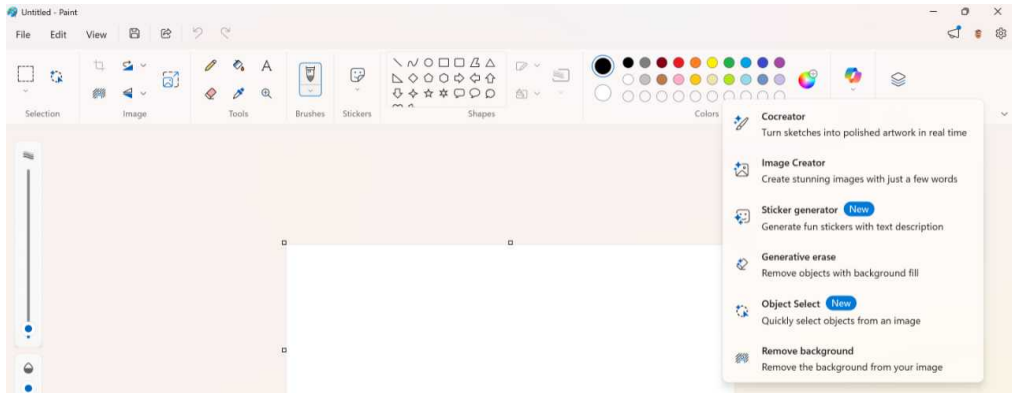 Untitled - Paint
File Edit View
Selection Image Tools Brushes Stickers Shapes Colors
Cocreator
Turn sketches into polished artwork in real time
Image Creator
Create stunning images with just a few words
Sticker generator New
Generate fun stickers with text description
Generative erase
Remove objects with background fill
Object Select New
Quickly select objects from an image
Remove background
Remove the background from your image